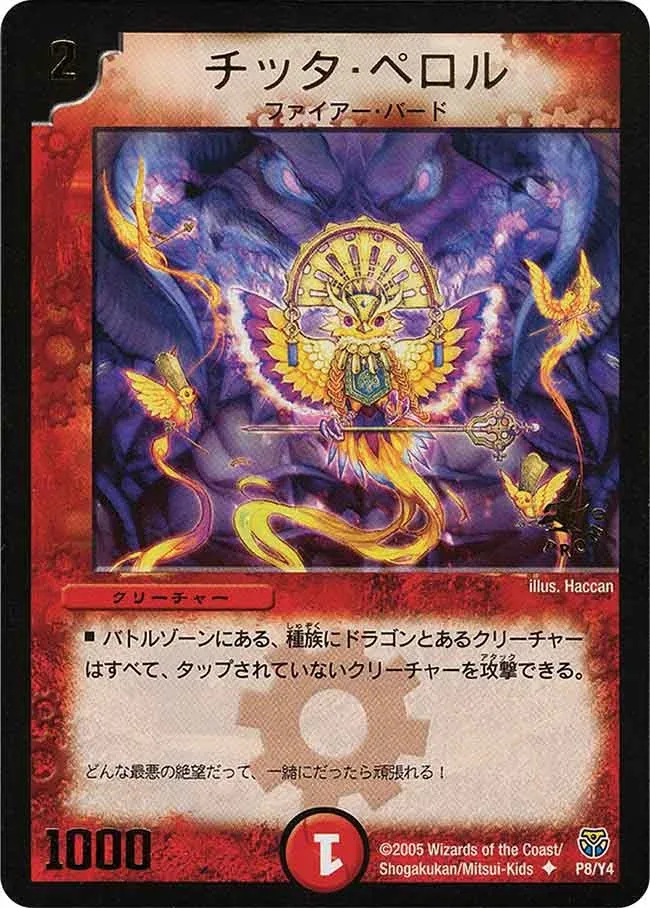 2
チッタ・ペロル
ファイアー・バード
PROMO
illus. Haccan
クリーチャー
■ バトルゾーンにある、種族にドラゴンとあるクリーチャー
はすべて、タップされていないクリーチャーを攻撃できる。
どんな最悪の絶望だって、一緒にだったら頑張れる！
1000
1
©2005 Wizards of the Coast/
Shogakukan/Mitsui-Kids
P8/Y4